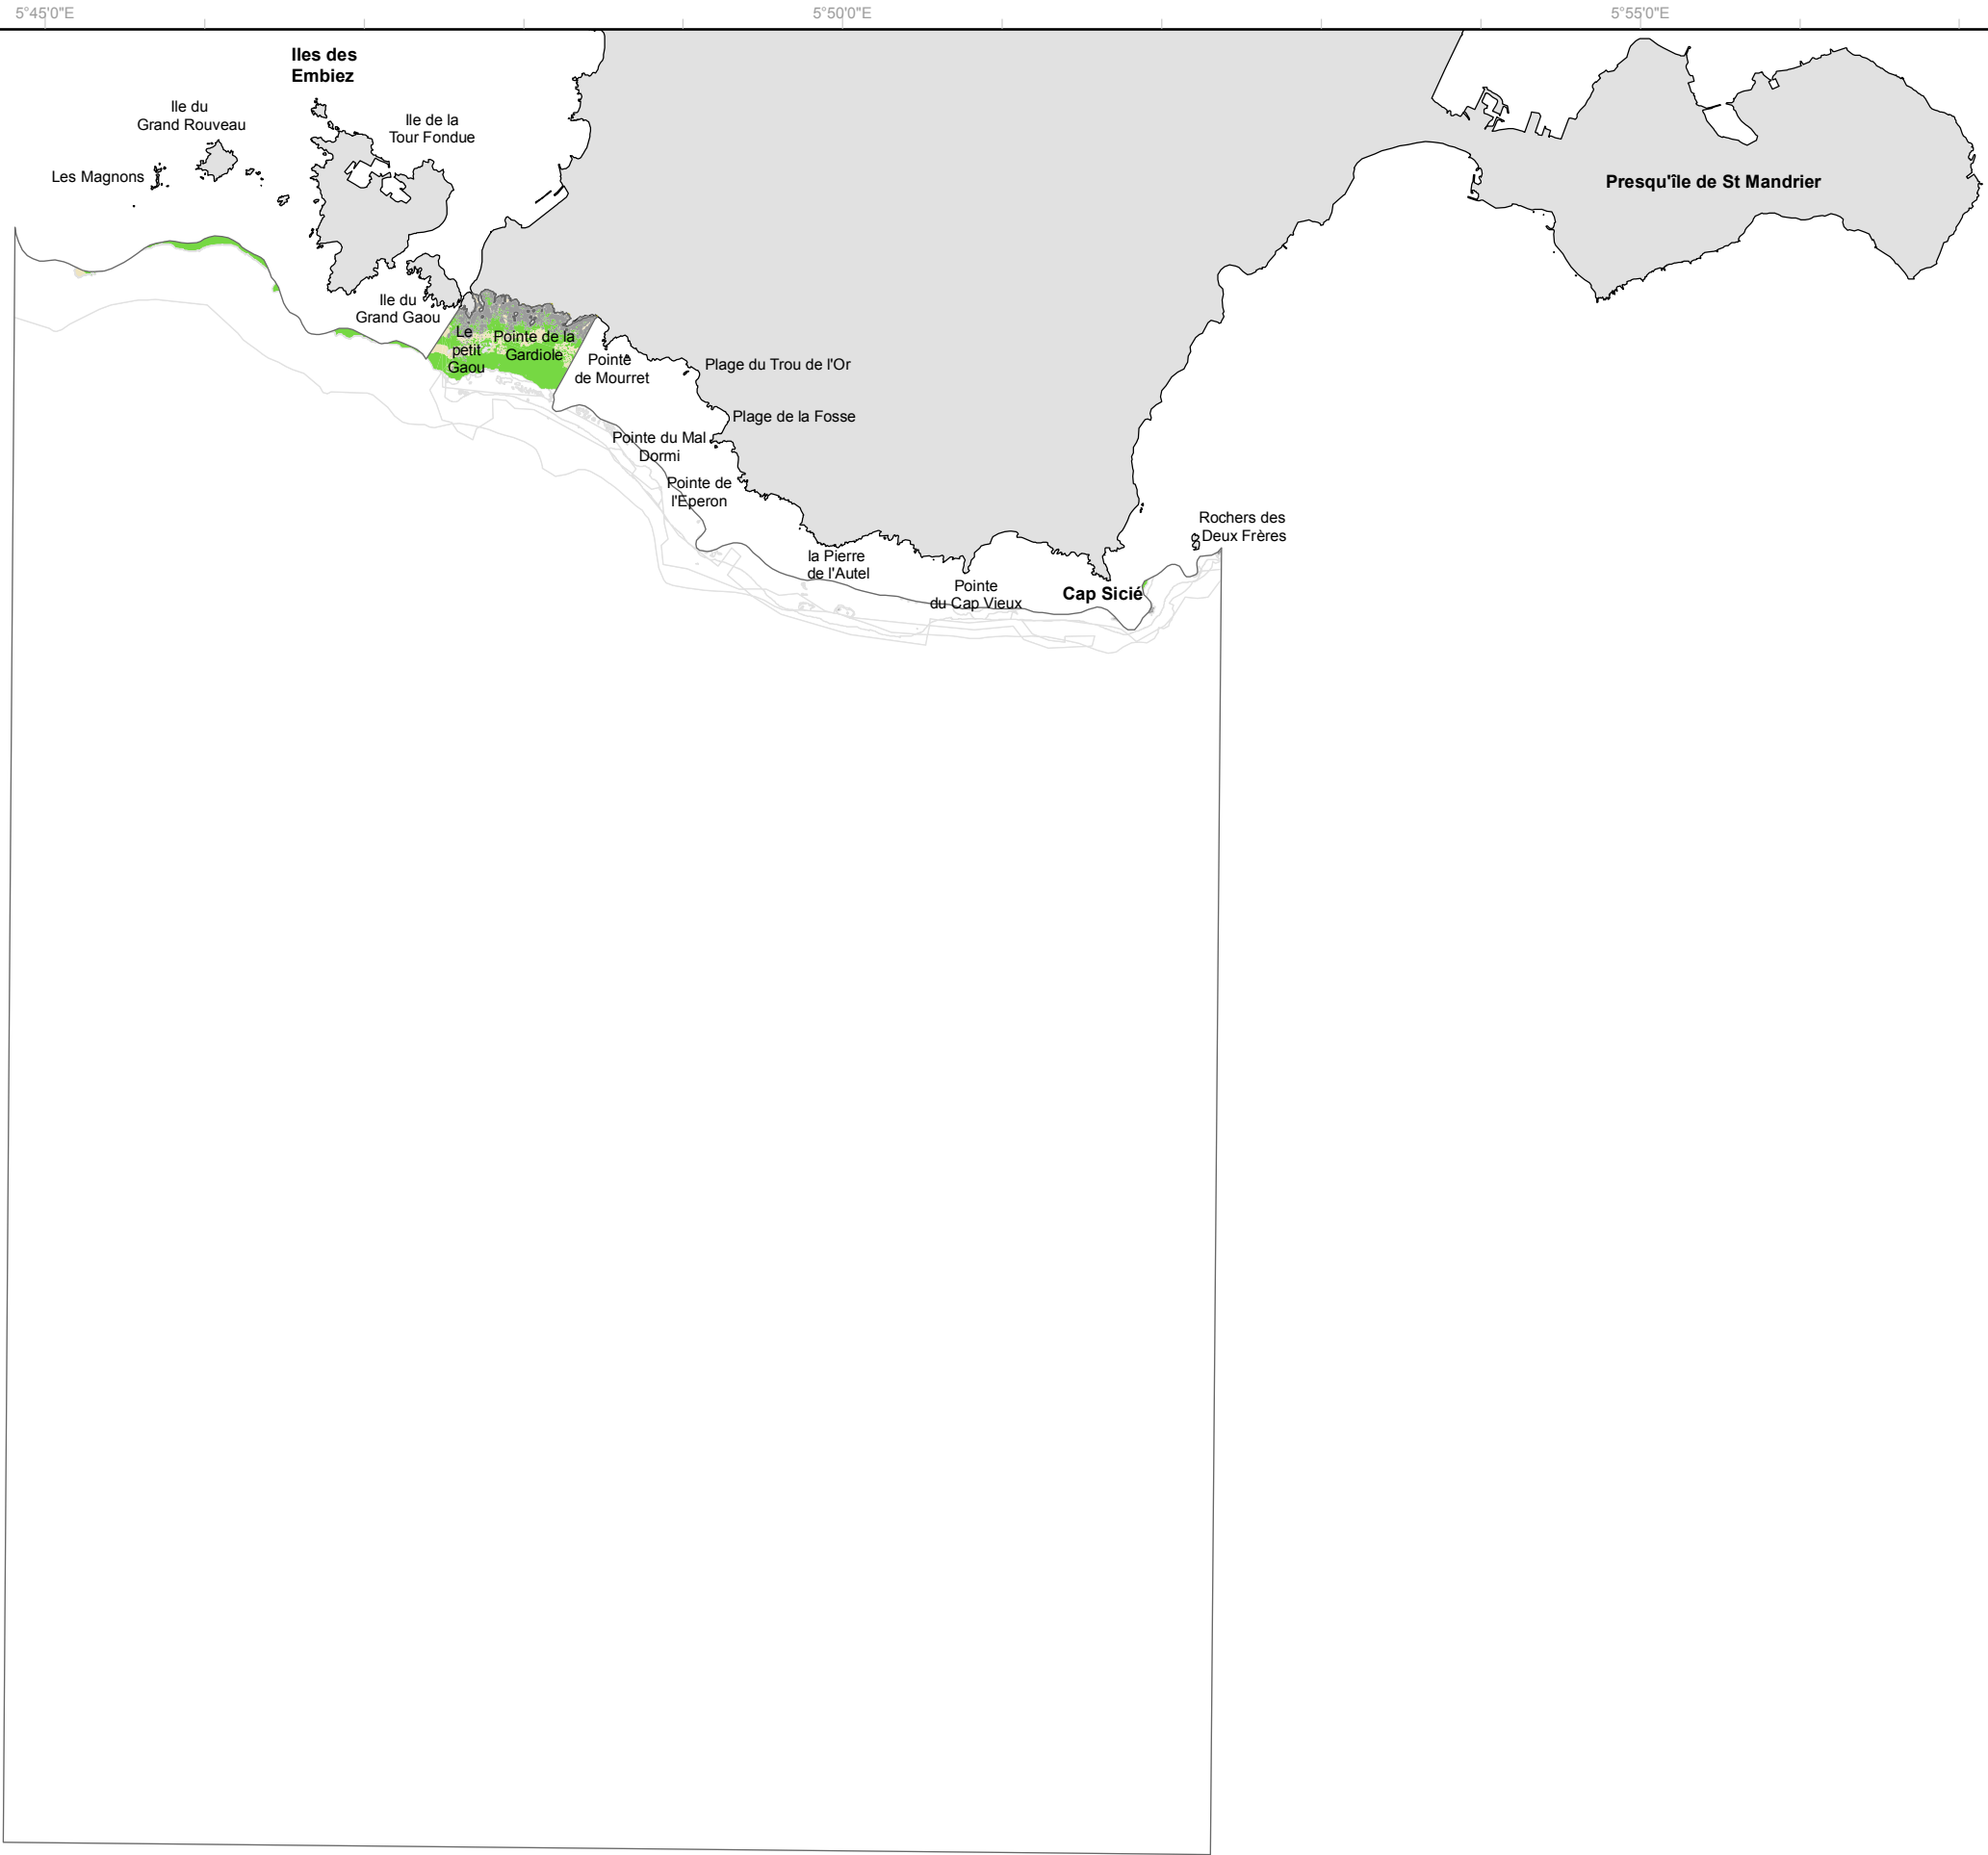 5°45'0"E
5°50'0"E
5°55'0"E
Iles des
Embiez
Ile du
Grand Rouveau
Ile de la
Tour Fondue
Les Magnons
Presqu'île de St Mandrier
Ile du
Grand Gaou
Le
petit
Gaou
Pointe de la
Gardiole
Pointe
de Mourret
Plage du Trou de l'Or
Plage de la Fosse
Pointe du Mal
Dormi
Pointe de
l'Eperon
Rochers des
Deux Frères
la Pierre
de l'Autel
Pointe
du Cap Vieux
Cap Sicié